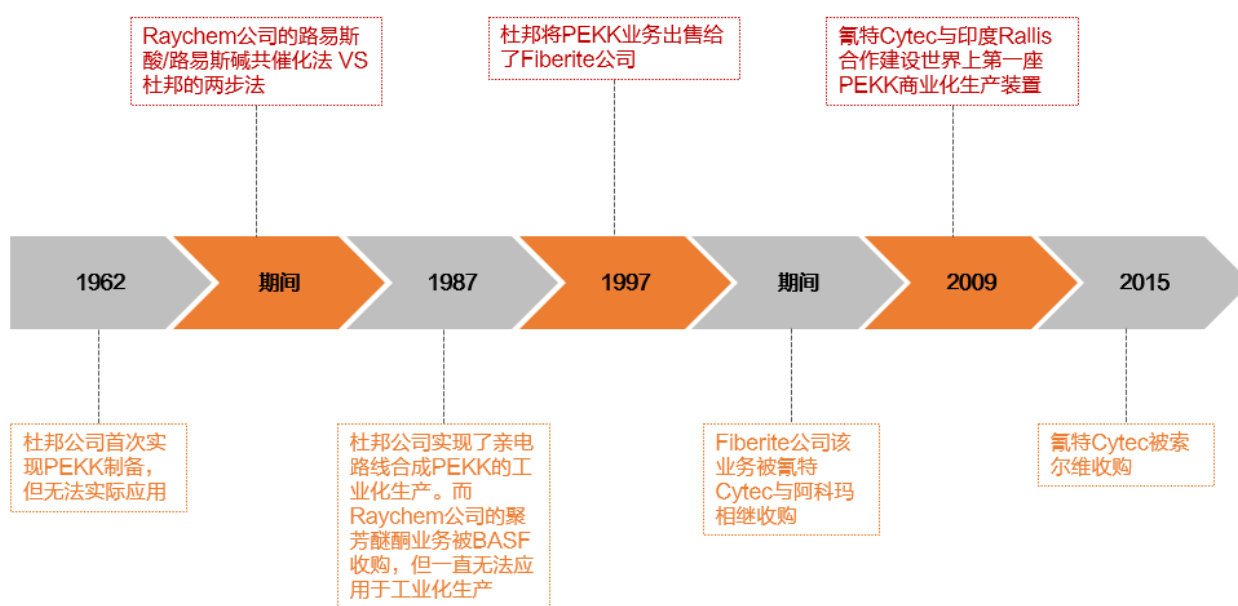 Raychem公司的路易斯
酸/路易斯碱共催化法 VS
杜邦的两步法
杜邦将PEKK业务出售给
了Fiberite公司
氰特Cytec与印度Rallis
合作建设世界上第一座
PEKK商业化生产装置
1962
期间
1987
1997
期间
2009
2015
杜邦公司首次实
现PEKK制备，
但无法实际应用
杜邦公司实现了亲电
路线合成PEKK的工
业化生产。而
Raychem公司的聚
芳醚酮业务被BASF
收购，但一直无法应
用于工业化生产
Fiberite公司该
业务被氰特
Cytec与阿科玛
相继收购
氰特Cytec被索
尔维收购